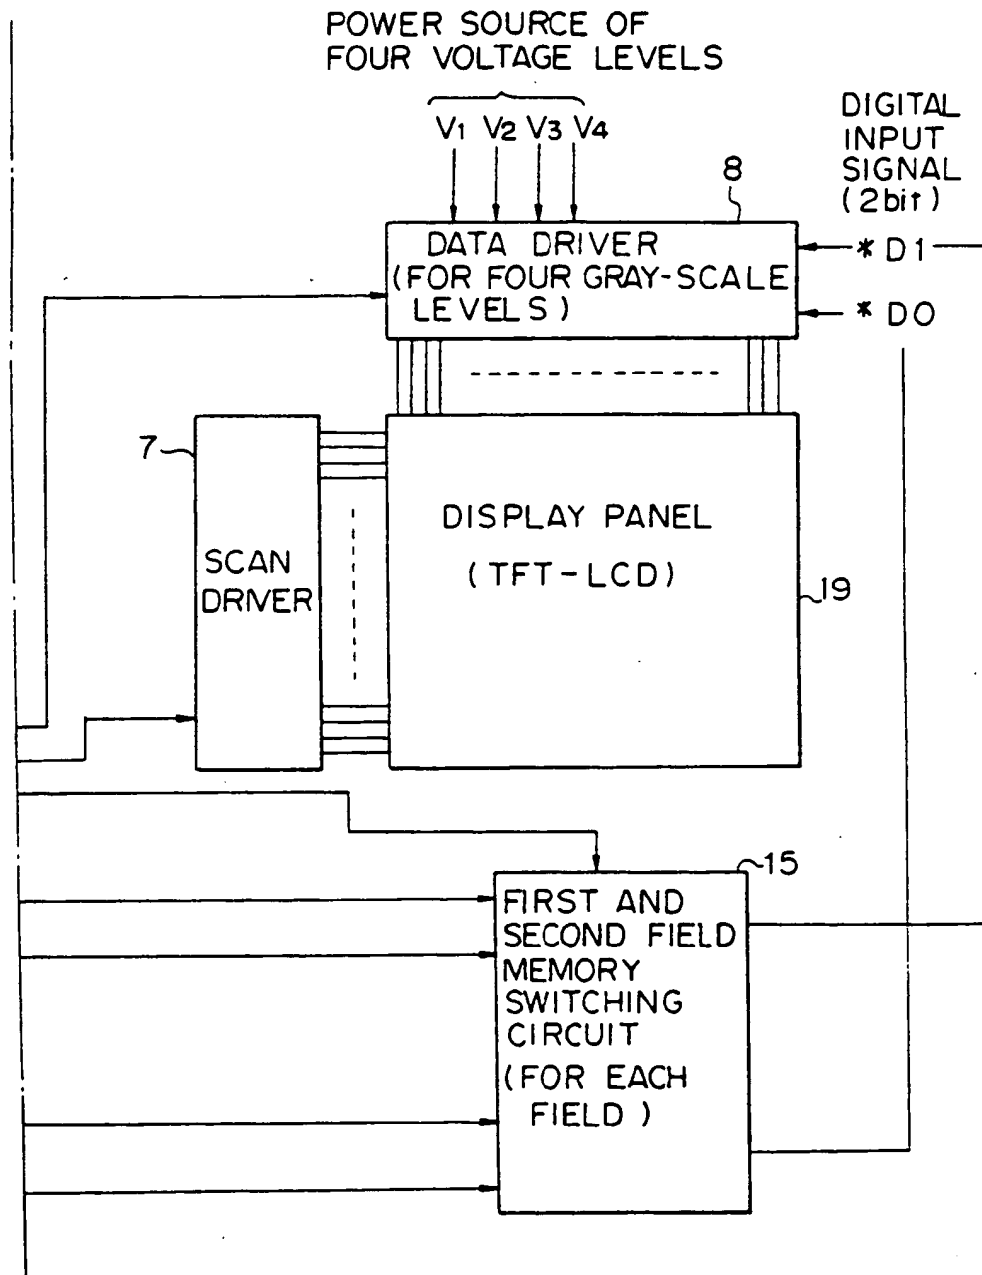 POWER SOURCE OF
FOUR VOLTAGE LEVELS
V1 V2 V3 V4
DIGITAL
INPUT
SIGNAL
(2bit)
8
DATA DRIVER
(FOR FOUR GRAY-SCALE
LEVELS)
* D1
* D0
7
SCAN
DRIVER
DISPLAY PANEL
(TFT-LCD)
19
15
FIRST AND
SECOND FIELD
MEMORY
SWITCHING
CIRCUIT
(FOR EACH
FIELD)